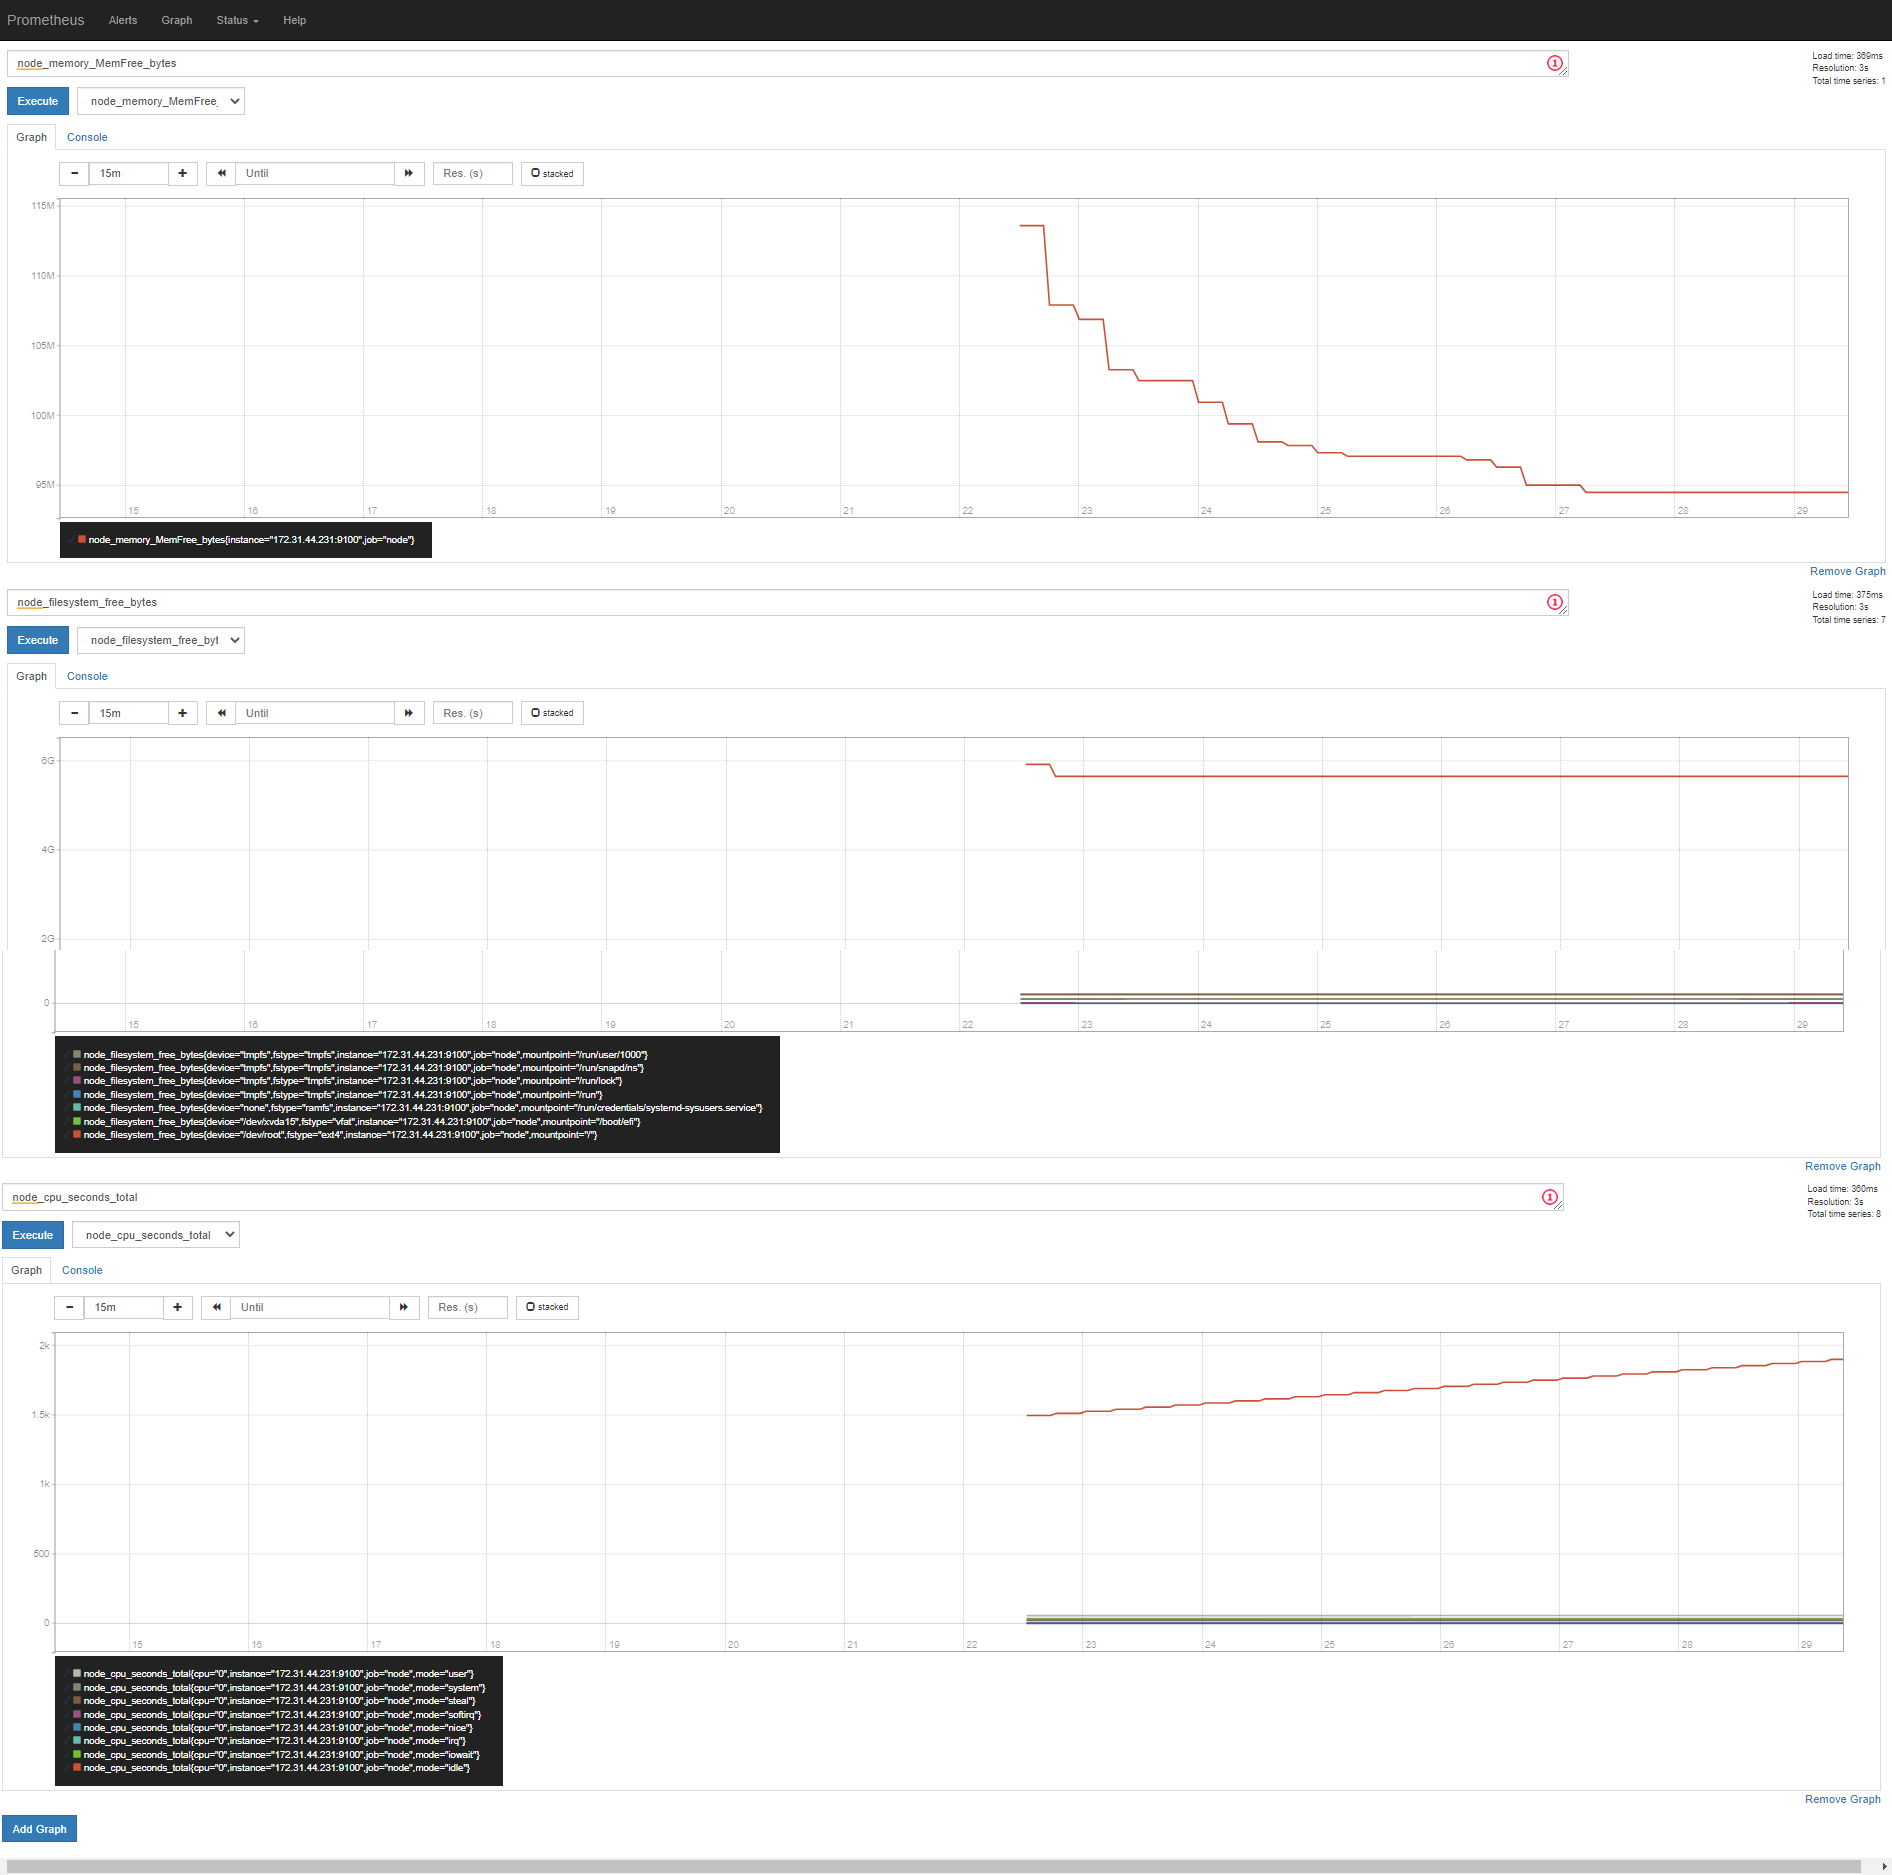 Prometheus Alerts Graph Status Help
node_memory_MemFree_bytes
Load time: 369ms
Resolution: 3s
Total time series: 1
Execute node_memory_MemFree_
Graph Console
15m Until Res. (s) stacked
115M
110M
105M
100M
95M
15 16 17 18 19 20 21 22 23 24 25 26 27 28 29
node_memory_MemFree_bytes{instance="172.31.44.231:9100",job="node"}
Remove Graph
node_filesystem_free_bytes
Load time: 375ms
Resolution: 3s
Total time series: 7
Execute node_filesystem_free_byt
Graph Console
15m Until Res. (s) stacked
6G
4G
2G
0
15 16 17 18 19 20 21 22 23 24 25 26 27 28 29
node_filesystem_free_bytes{device="tmpfs",fstype="tmpfs",instance="172.31.44.231:9100",job="node",mountpoint="/run/user/1000"}
node_filesystem_free_bytes{device="tmpfs",fstype="tmpfs",instance="172.31.44.231:9100",job="node",mountpoint="/run/snapd/ns"}
node_filesystem_free_bytes{device="tmpfs",fstype="tmpfs",instance="172.31.44.231:9100",job="node",mountpoint="/run/lock"}
node_filesystem_free_bytes{device="tmpfs",fstype="tmpfs",instance="172.31.44.231:9100",job="node",mountpoint="/run"}
node_filesystem_free_bytes{device="none",fstype="ramfs",instance="172.31.44.231:9100",job="node",mountpoint="/run/credentials/systemd-sysusers.service"}
node_filesystem_free_bytes{device="/dev/xvda15",fstype="vfat",instance="172.31.44.231:9100",job="node",mountpoint="/boot/efi"}
node_filesystem_free_bytes{device="/dev/root",fstype="ext4",instance="172.31.44.231:9100",job="node",mountpoint="/"}
Remove Graph
node_cpu_seconds_total
Load time: 360ms
Resolution: 3s
Total time series: 8
Execute node_cpu_seconds_total
Graph Console
15m Until Res. (s) stacked
2k
1.5k
1k
500
0
15 16 17 18 19 20 21 22 23 24 25 26 27 28 29
node_cpu_seconds_total{cpu="0",instance="172.31.44.231:9100",job="node",mode="user"}
node_cpu_seconds_total{cpu="0",instance="172.31.44.231:9100",job="node",mode="system"}
node_cpu_seconds_total{cpu="0",instance="172.31.44.231:9100",job="node",mode="steal"}
node_cpu_seconds_total{cpu="0",instance="172.31.44.231:9100",job="node",mode="softirq"}
node_cpu_seconds_total{cpu="0",instance="172.31.44.231:9100",job="node",mode="nice"}
node_cpu_seconds_total{cpu="0",instance="172.31.44.231:9100",job="node",mode="irq"}
node_cpu_seconds_total{cpu="0",instance="172.31.44.231:9100",job="node",mode="iowait"}
node_cpu_seconds_total{cpu="0",instance="172.31.44.231:9100",job="node",mode="idle"}
Remove Graph
Add Graph